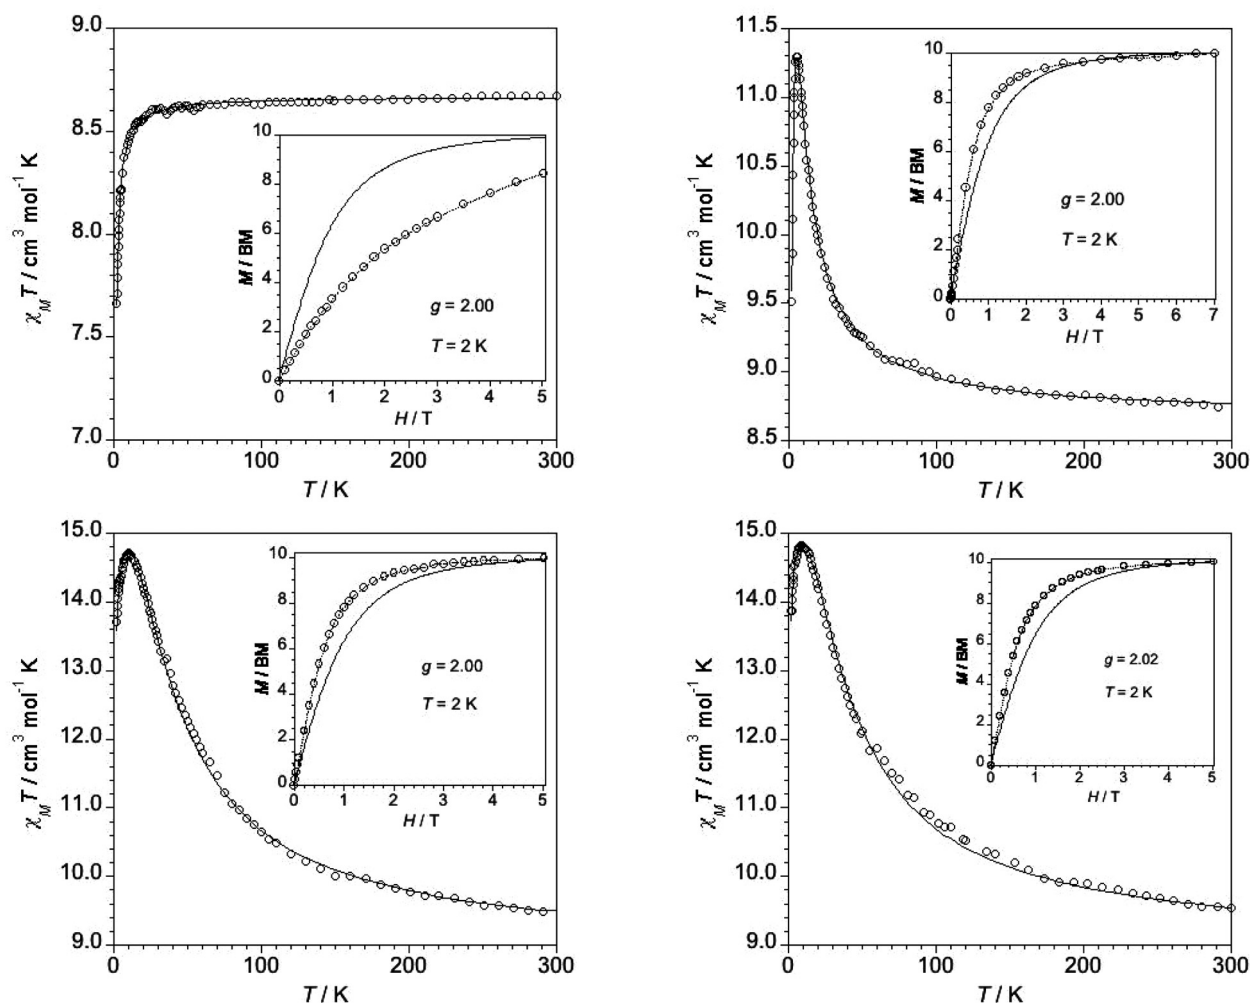 9.0
8.5
8.0
7.5
7.0
χ_M T / cm³ mol⁻¹ K
0 100 200 300
T / K
10
8
6
4
2
0
M / BM
g = 2.00
T = 2 K
0 1 2 3 4 5
H / T
11.5
11.0
10.5
10.0
9.5
9.0
8.5
χ_M T / cm³ mol⁻¹ K
0 100 200 300
T / K
10
8
6
4
2
0
M / BM
g = 2.00
T = 2 K
0 1 2 3 4 5 6 7
H / T
15.0
14.0
13.0
12.0
11.0
10.0
9.0
χ_M T / cm³ mol⁻¹ K
0 100 200 300
T / K
10
8
6
4
2
0
M / BM
g = 2.00
T = 2 K
0 1 2 3 4 5
H / T
15.0
14.0
13.0
12.0
11.0
10.0
9.0
χ_M T / cm³ mol⁻¹ K
0 100 200 300
T / K
10
8
6
4
2
0
M / BM
g = 2.02
T = 2 K
0 1 2 3 4 5
H / T